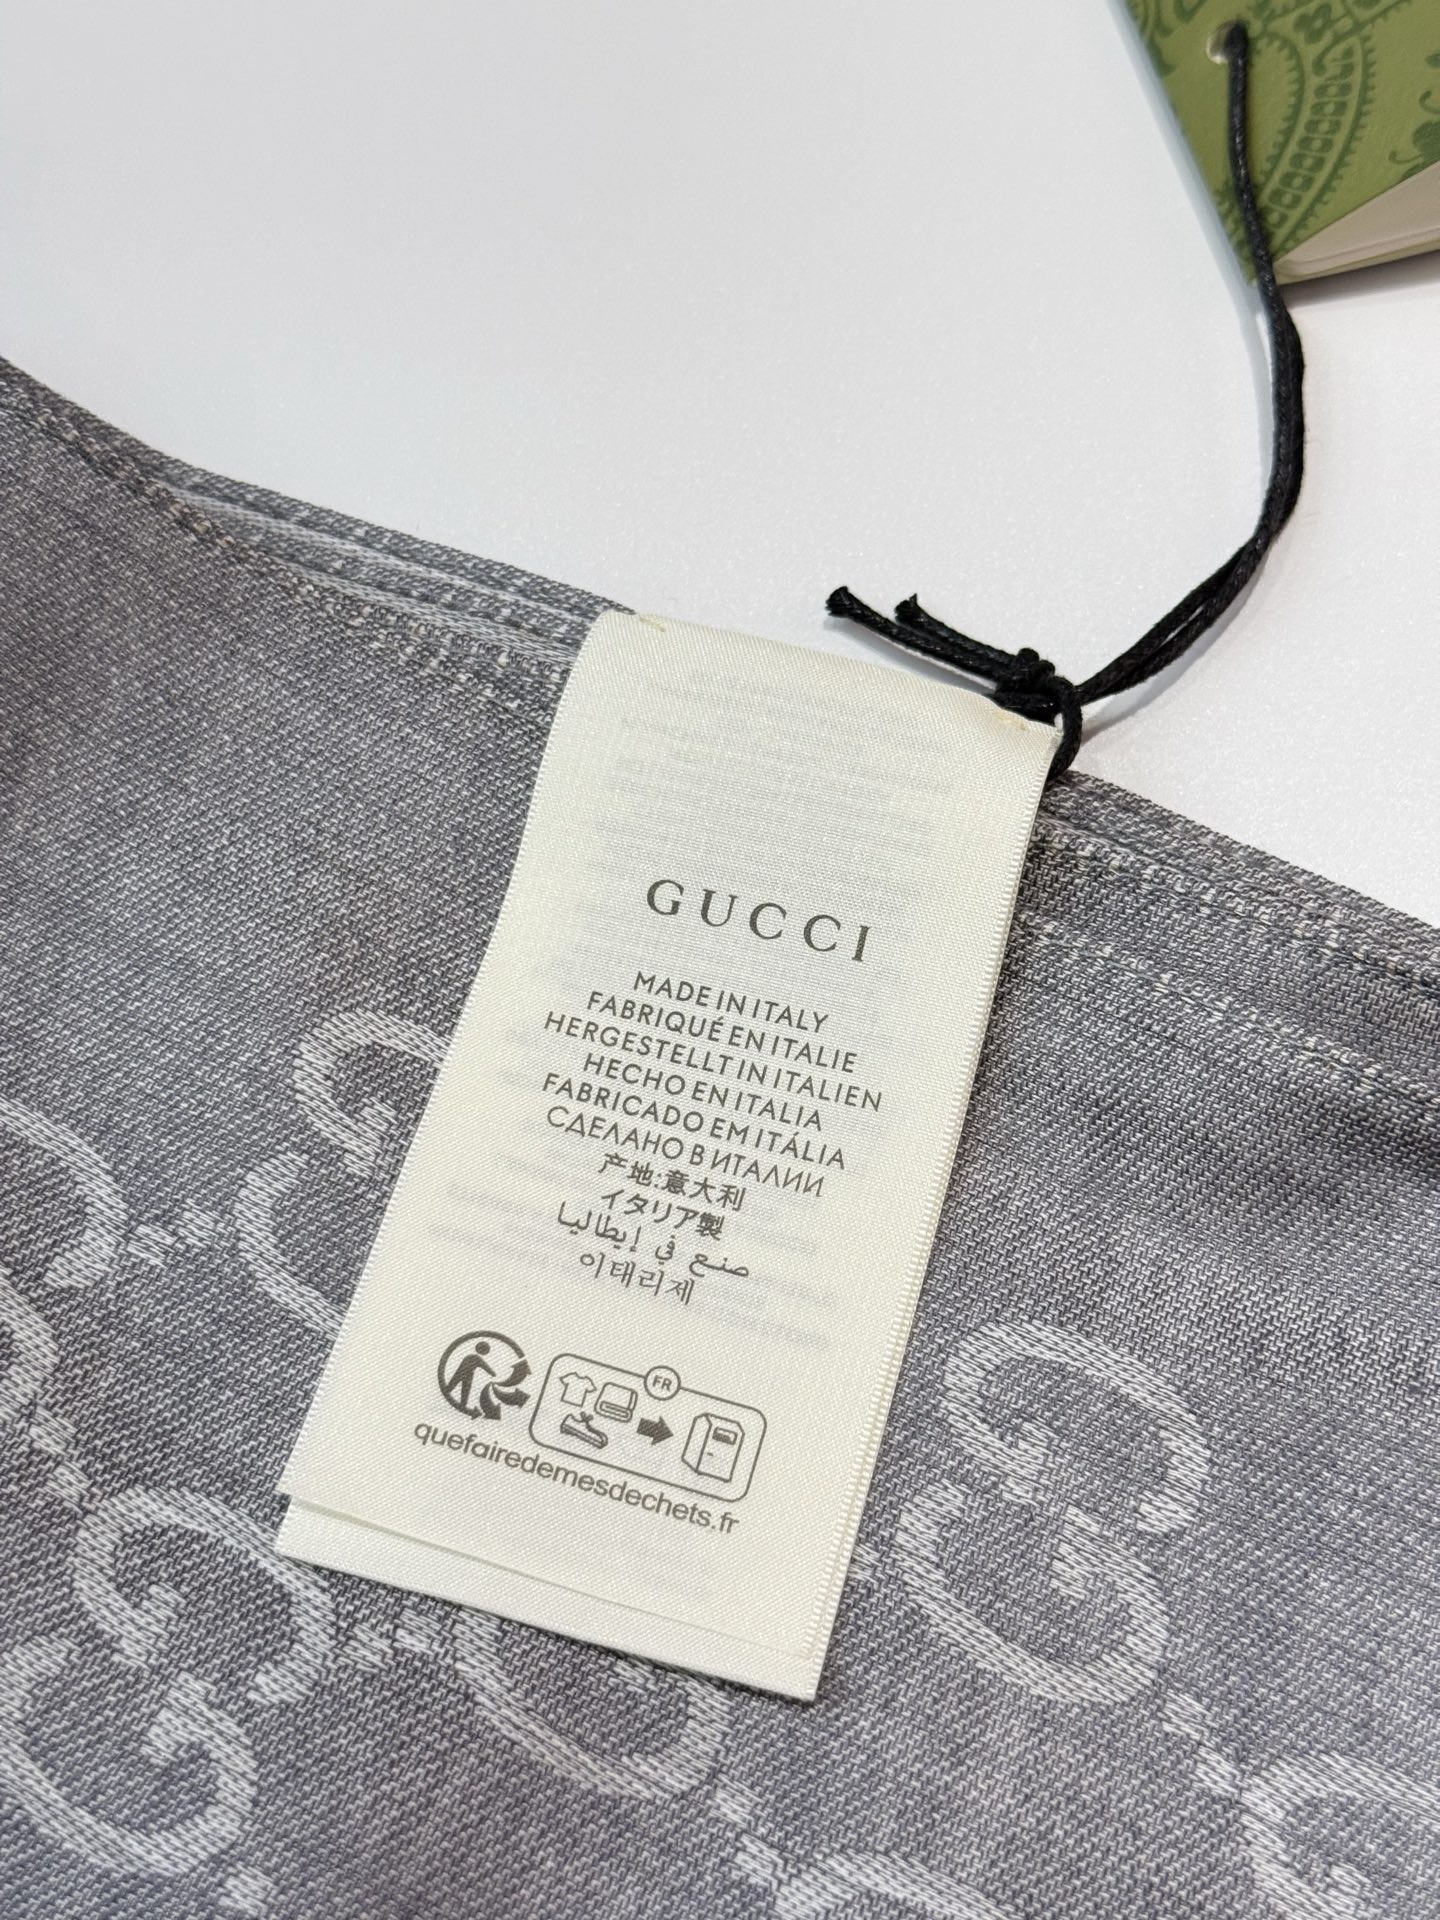 GUCCI
MADE IN ITALY
FABRIQUÉ EN ITALIE
HERGESTELLT IN ITALIEN
HECHO EN ITALIA
FABRICADO EM ITÁLIA
СДЕЛАНО В ИТАЛИИ
产地:意大利
イタリア製
صنع في إيطاليا
이태리제
FR
quefairedemesdechets.fr